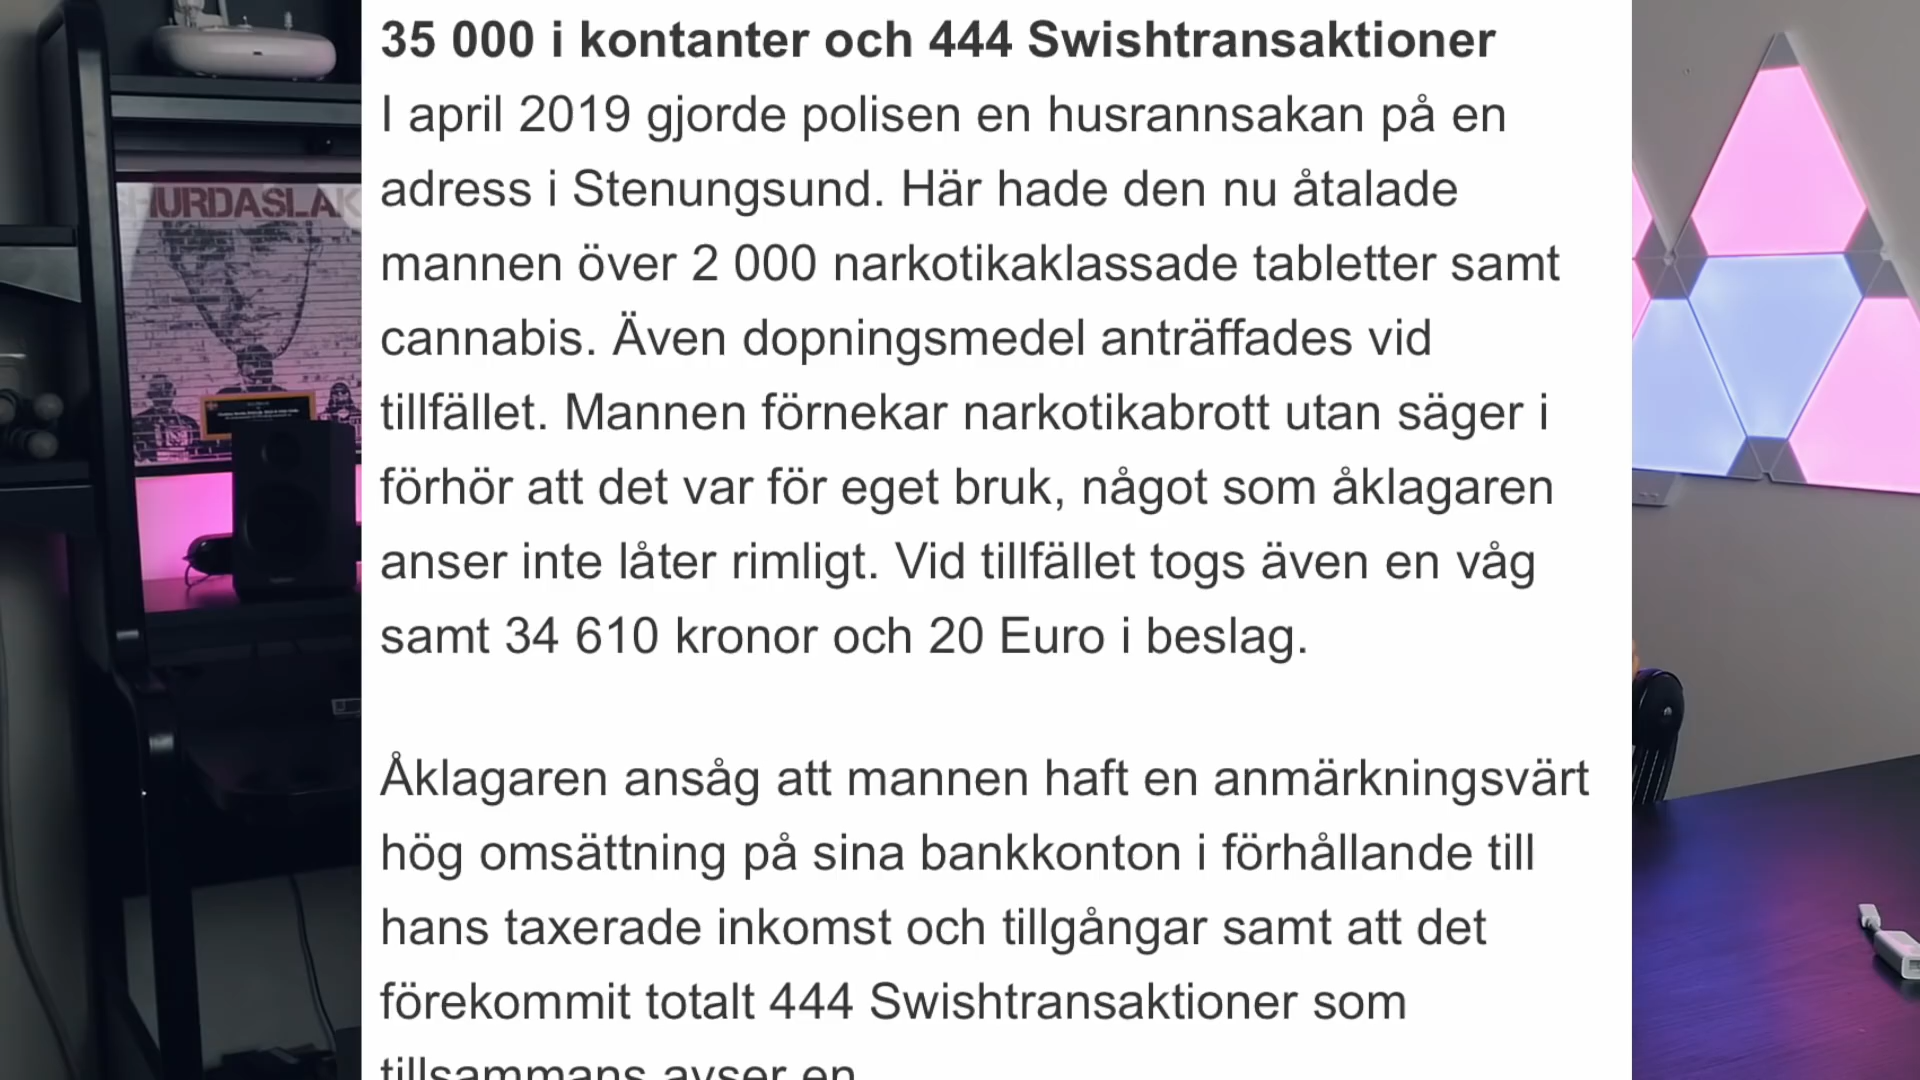 35 000 i kontanter och 444 Swishtransaktioner
I april 2019 gjorde polisen en husrannsakan på en
adress i Stenungsund. Här hade den nu åtalade
mannen över 2 000 narkotikaklassade tabletter samt
cannabis. Även dopningsmedel anträffades vid
tillfället. Mannen förnekar narkotikabrott utan säger i
förhör att det var för eget bruk, något som åklagaren
anser inte låter rimligt. Vid tillfället togs även en våg
samt 34 610 kronor och 20 Euro i beslag.
Åklagaren ansåg att mannen haft en anmärkningsvärt
hög omsättning på sina bankkonton i förhållande till
hans taxerade inkomst och tillgångar samt att det
förekommit totalt 444 Swishtransaktioner som
tillsammans avser en